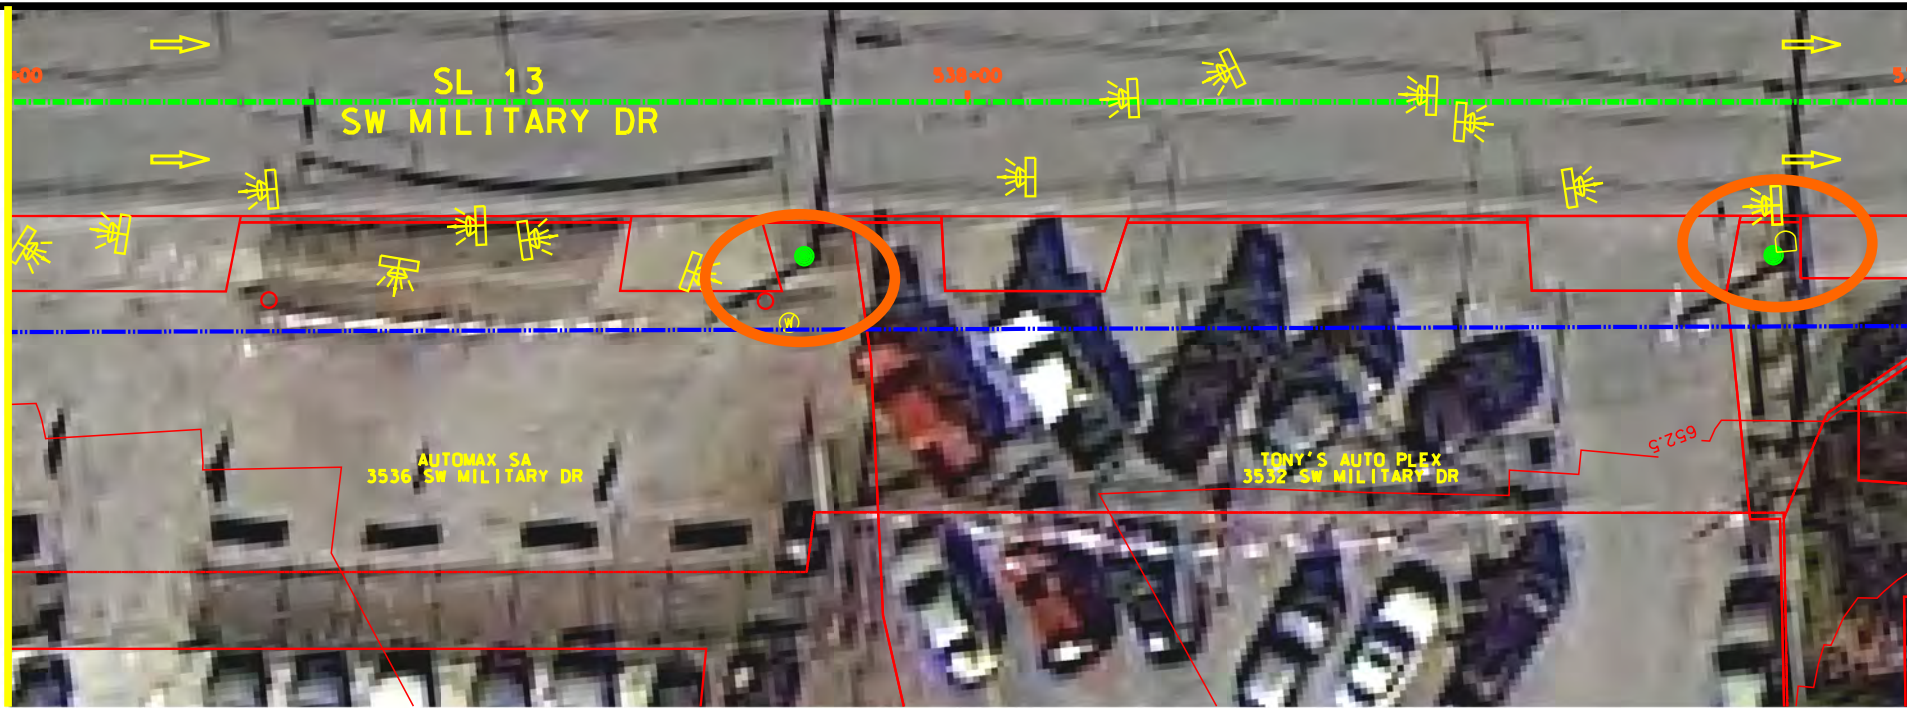 +00
SL 13
538+00
SW MILITARY DR
W
AUTOMAX SA
3536 SW MILITARY DR
TONY'S AUTO PLEX
3532 SW MILITARY DR
652.5